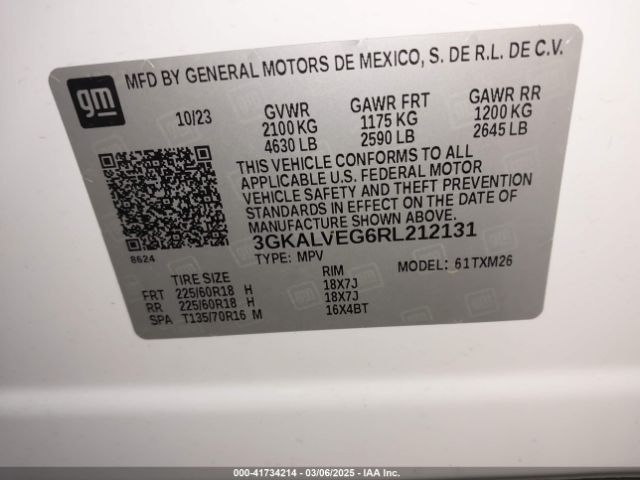 MFD BY GENERAL MOTORS DE MEXICO, S. DE R.L. DE C.V.
gm
10/23 GVWR GAWR FRT GAWR RR
2100 KG 1175 KG 1200 KG
4630 LB 2590 LB 2645 LB
THIS VEHICLE CONFORMS TO ALL
APPLICABLE U.S. FEDERAL MOTOR
VEHICLE SAFETY AND THEFT PREVENTION
STANDARDS IN EFFECT ON THE DATE OF
MANUFACTURE SHOWN ABOVE.
3GKALVEG6RL212131
8624
TYPE: MPV MODEL: 61TXM26
TIRE SIZE RIM
FRT 225/60R18 H 18X7J
RR 225/60R18 H 18X7J
SPA T135/70R16 M 16X4BT
000-41734214 — 03/06/2025 — IAA Inc.